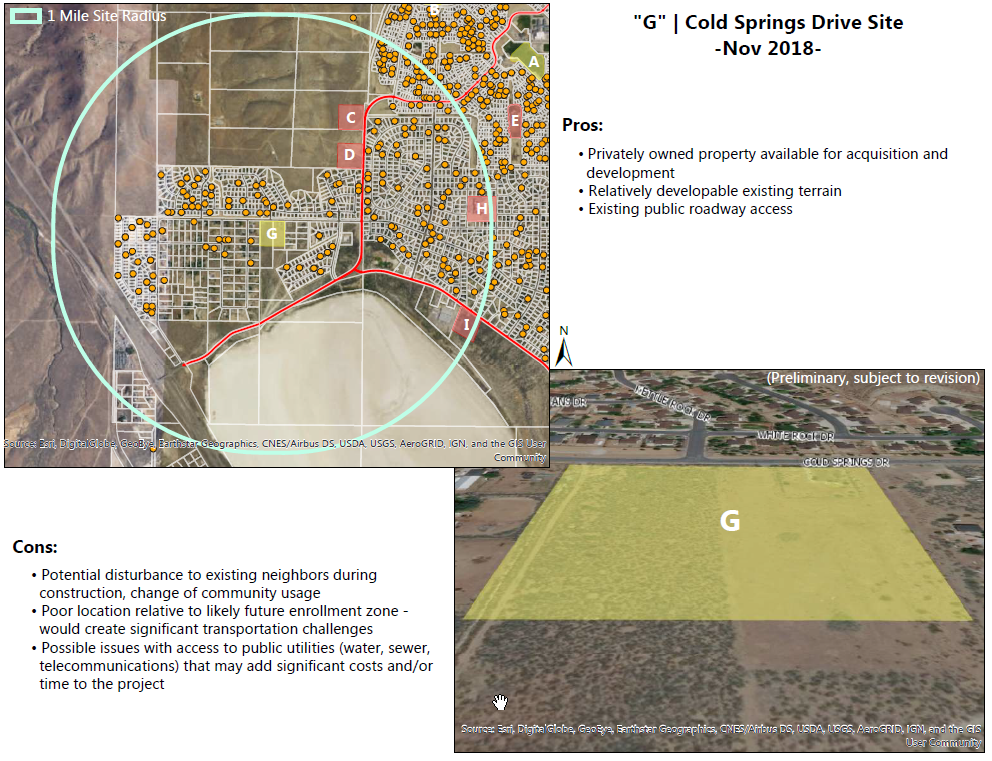 1 Mile Site Radius
B
A
C
E
D
H
G
I
Source: Esri, DigitalGlobe, GeoEye, Earthstar Geographics, CNES/Airbus DS, USDA, USGS, AeroGRID, IGN, and the GIS User
Community
"G" | Cold Springs Drive Site
-Nov 2018-
Pros:
• Privately owned property available for acquisition and
development
• Relatively developable existing terrain
• Existing public roadway access
N
(Preliminary, subject to revision)
ANS DR
METTLE ROCK DR
WHITE ROCK DR
COLD SPRINGS DR
G
Source: Esri, DigitalGlobe, GeoEye, Earthstar Geographics, CNES/Airbus DS, USDA, USGS, AeroGRID, IGN, and the GIS
User Community
Cons:
• Potential disturbance to existing neighbors during
construction, change of community usage
• Poor location relative to likely future enrollment zone -
would create significant transportation challenges
• Possible issues with access to public utilities (water, sewer,
telecommunications) that may add significant costs and/or
time to the project